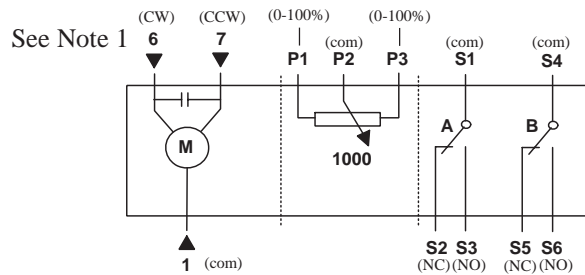 (CW) (CCW) (0-100%) (0-100%)
See Note 1 6 7 (com) (com) (com)
P1 P2 P3 S1 S4
A B
M
1000
1 (com) S2 S3 S5 S6
(NC) (NO) (NC) (NO)